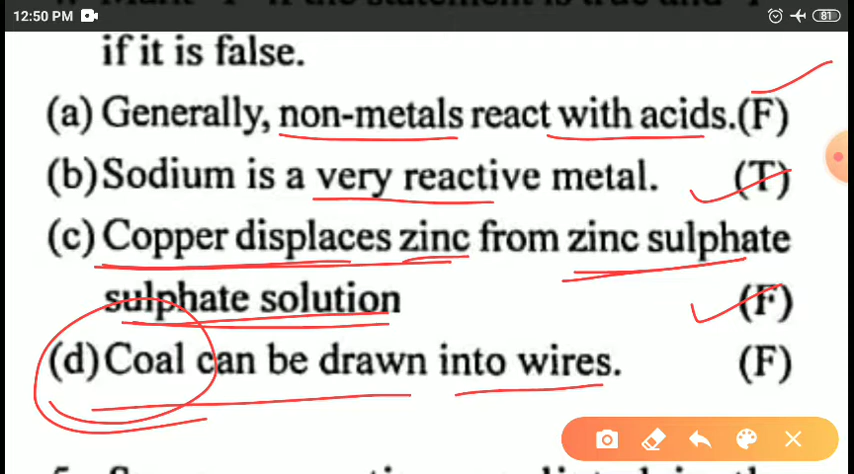 12:50 PM 81
if it is false.
(a) Generally, non-metals react with acids.(F)
(b) Sodium is a very reactive metal. (T)
(c) Copper displaces zinc from zinc sulphate
sulphate solution (F)
(d) Coal can be drawn into wires. (F)